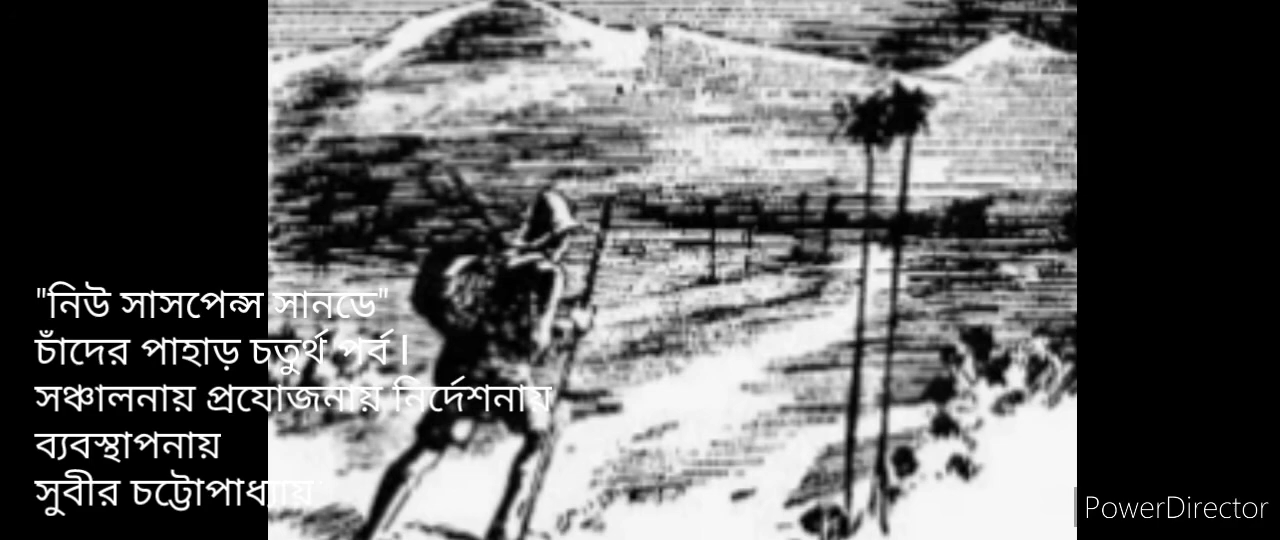 "নিউ সাসপেন্স সানডে"
চাঁদের পাহাড় চতুর্থ পর্ব l
সঞ্চালনায় প্রযোজনায় নির্দেশনায়
ব্যবস্থাপনায়
সুবীর চট্টোপাধ্যায়
PowerDirector